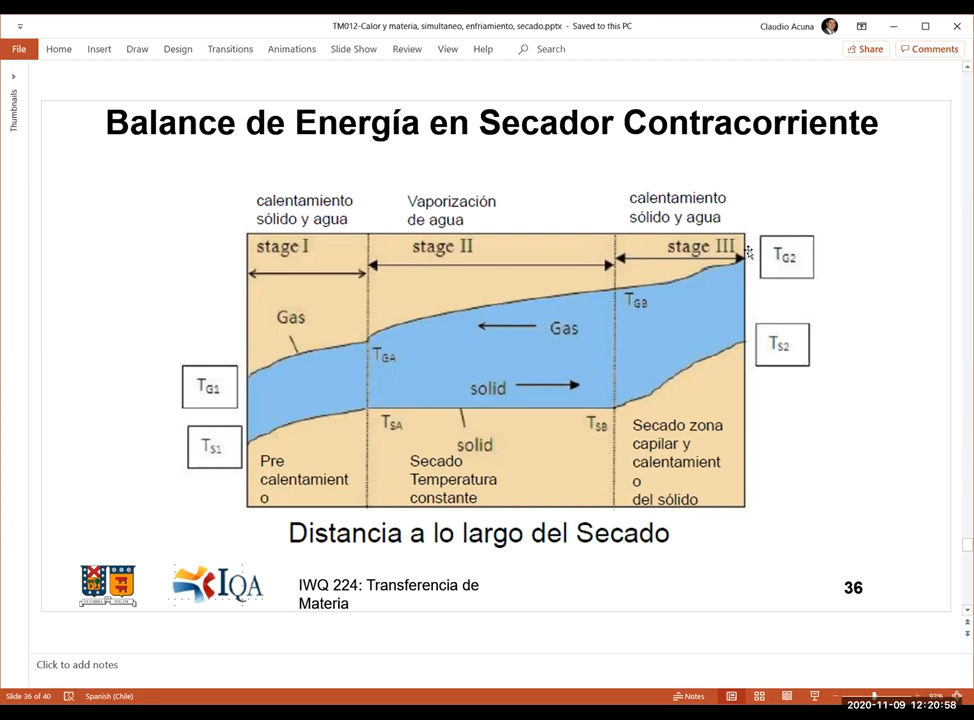 TM012-Calor y materia, simultaneo, enfriamiento, secado.pptx - Saved to this PC
Claudio Acuna
File Home Insert Draw Design Transitions Animations Slide Show Review View Help Search Share Comments
Thumbnails
Balance de Energía en Secador Contracorriente
calentamiento
sólido y agua
Vaporización
de agua
calentamiento
sólido y agua
stage I
stage II
stage III
TG2
TGB
Gas
Gas
TS2
TGA
TG1
solid
TSA
TSB
TS1
solid
Pre
calentamient
o
Secado
Temperatura
constante
Secado zona
capilar y
calentamient
o
del sólido
Distancia a lo largo del Secado
IQA
IWQ 224: Transferencia de
Materia
36
Click to add notes
Slide 36 of 40 Spanish (Chile) Notes
2020-11-09 12:20:58